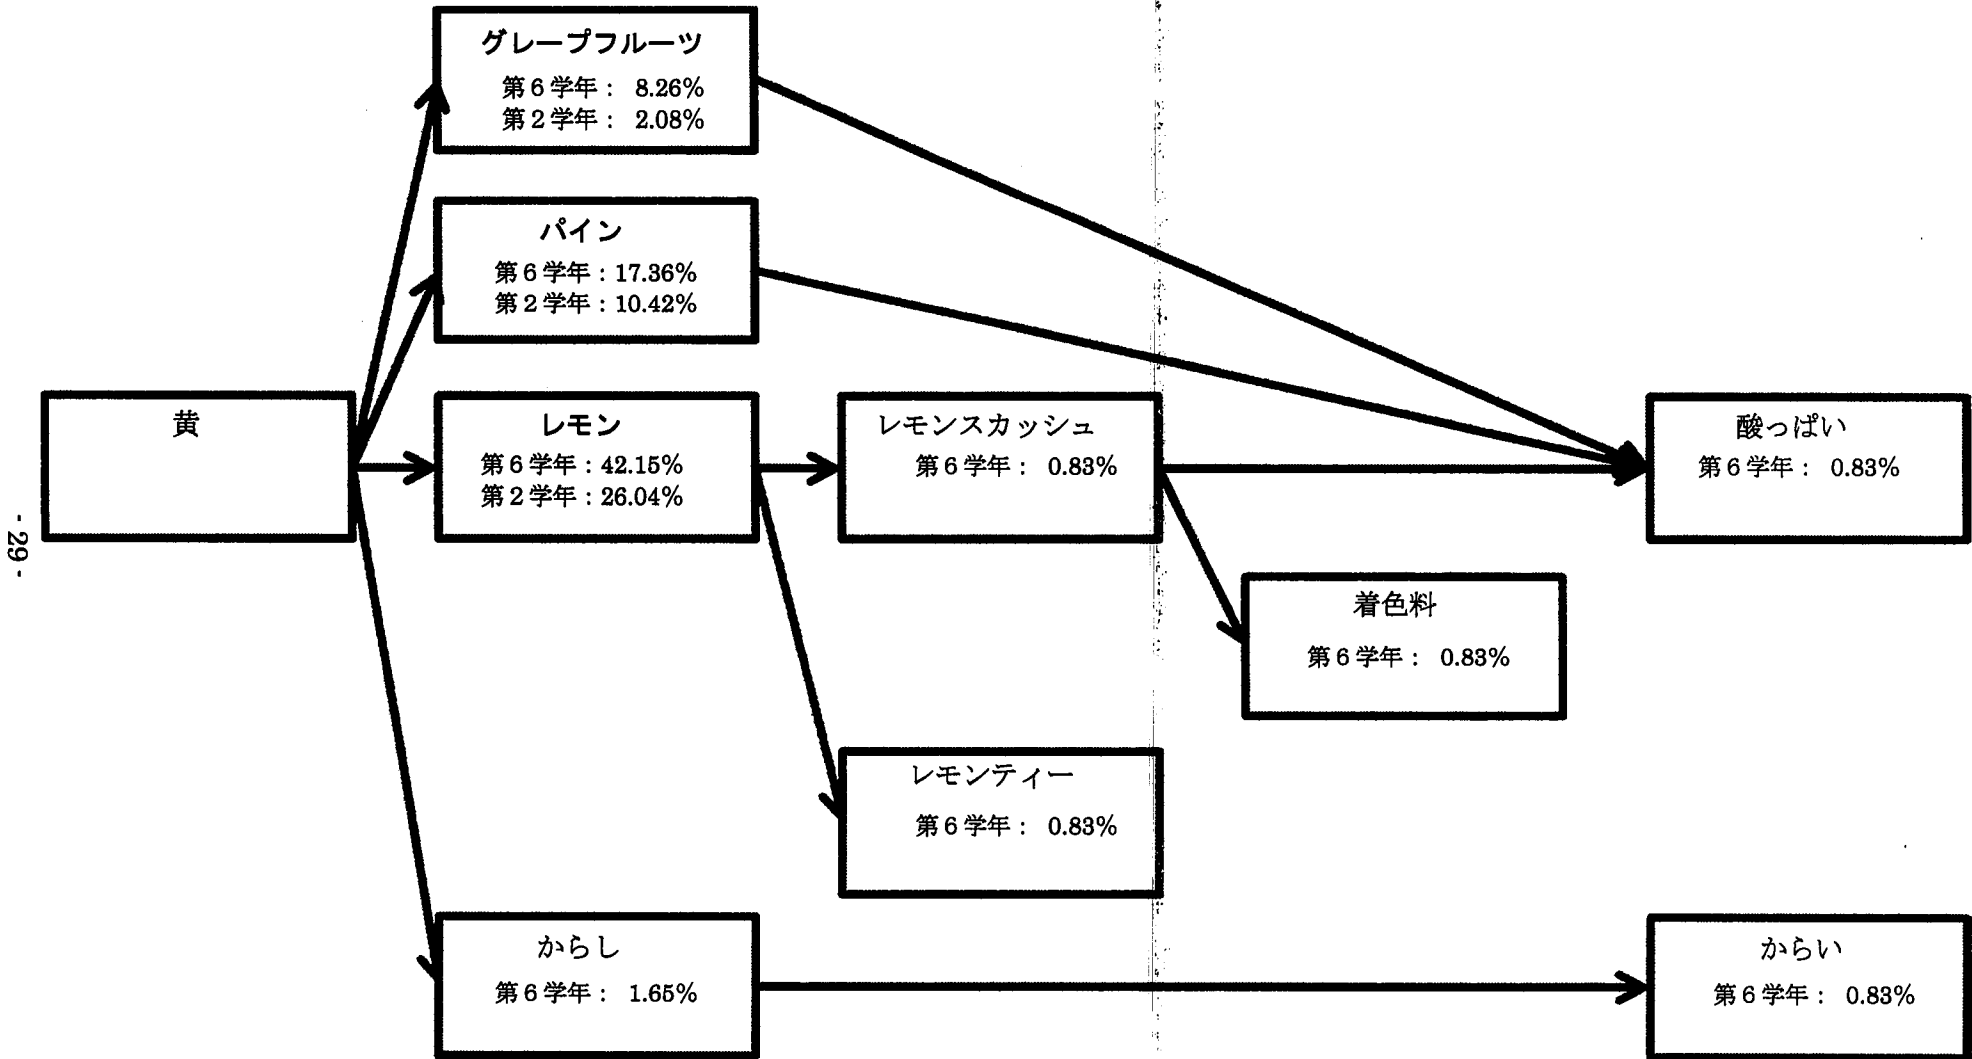 グレープフルーツ
第6学年： 8.26%
第2学年： 2.08%
パイン
第6学年：17.36%
第2学年：10.42%
黄
レモン
第6学年：42.15%
第2学年：26.04%
レモンスカッシュ
第6学年： 0.83%
酸っぱい
第6学年： 0.83%
着色料
第6学年： 0.83%
レモンティー
第6学年： 0.83%
からし
第6学年： 1.65%
からい
第6学年： 0.83%
- 29 -